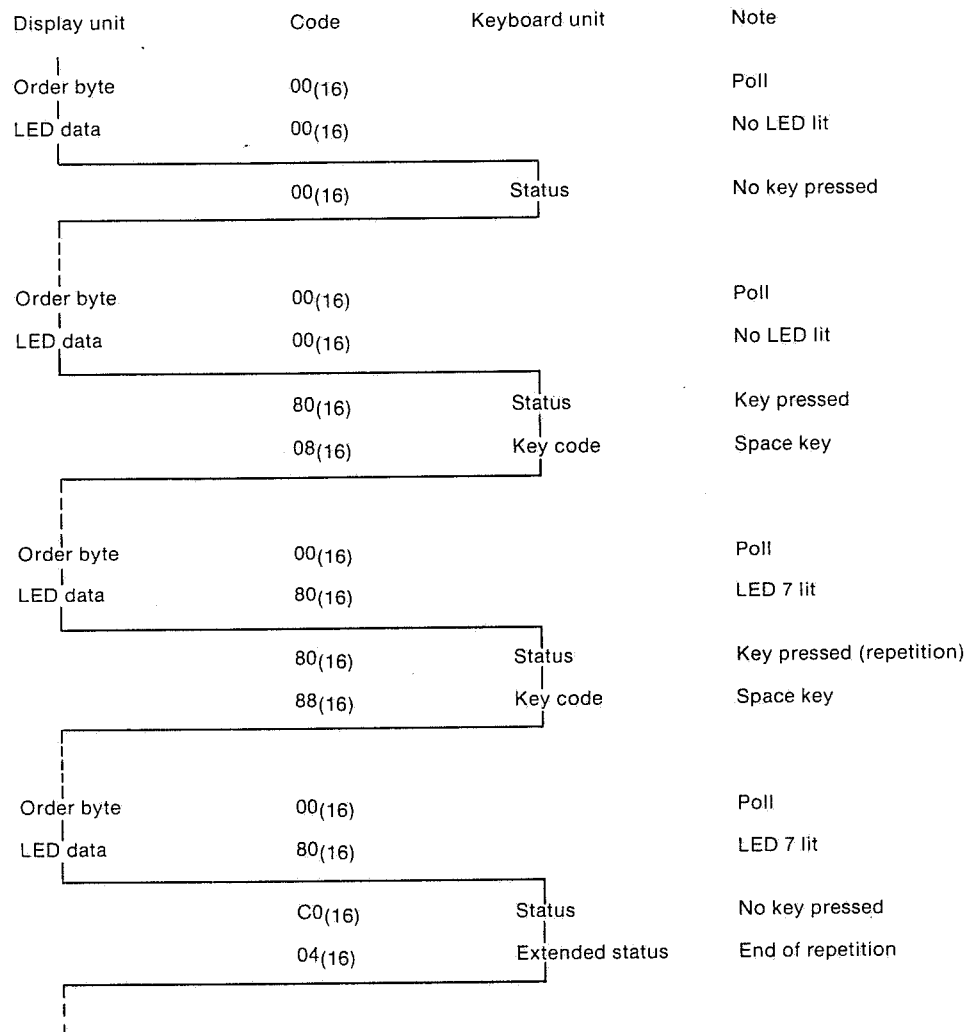 Display unit Code Keyboard unit Note
Order byte 00(16) Poll
LED data 00(16) No LED lit
00(16) Status No key pressed
Order byte 00(16) Poll
LED data 00(16) No LED lit
80(16) Status Key pressed
08(16) Key code Space key
Order byte 00(16) Poll
LED data 80(16) LED 7 lit
80(16) Status Key pressed (repetition)
88(16) Key code Space key
Order byte 00(16) Poll
LED data 80(16) LED 7 lit
C0(16) Status No key pressed
04(16) Extended status End of repetition